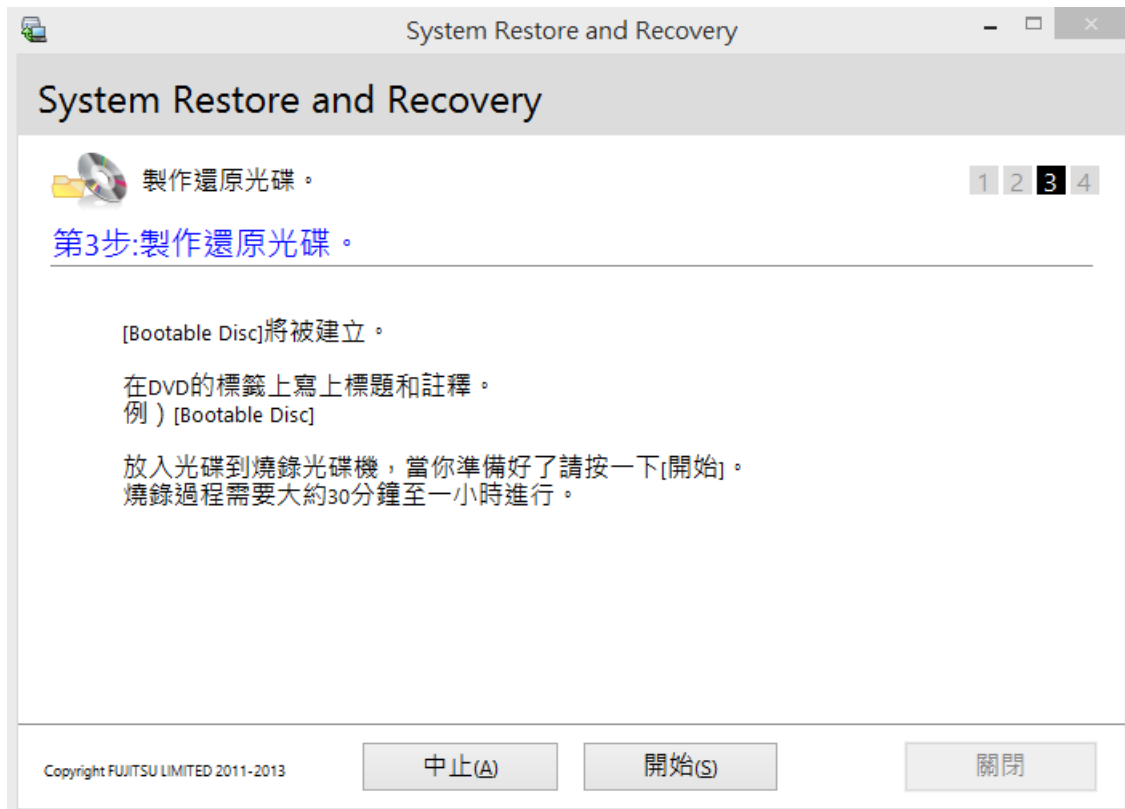 System Restore and Recovery
System Restore and Recovery
製作還原光碟。
1 2 3 4
第3步:製作還原光碟。
[Bootable Disc]將被建立。
在DVD的標籤上寫上標題和註釋。
例）[Bootable Disc]
放入光碟到燒錄光碟機，當你準備好了請按一下[開始]。
燒錄過程需要大約30分鐘至一小時進行。
Copyright FUJITSU LIMITED 2011-2013
中止(A)
開始(S)
關閉